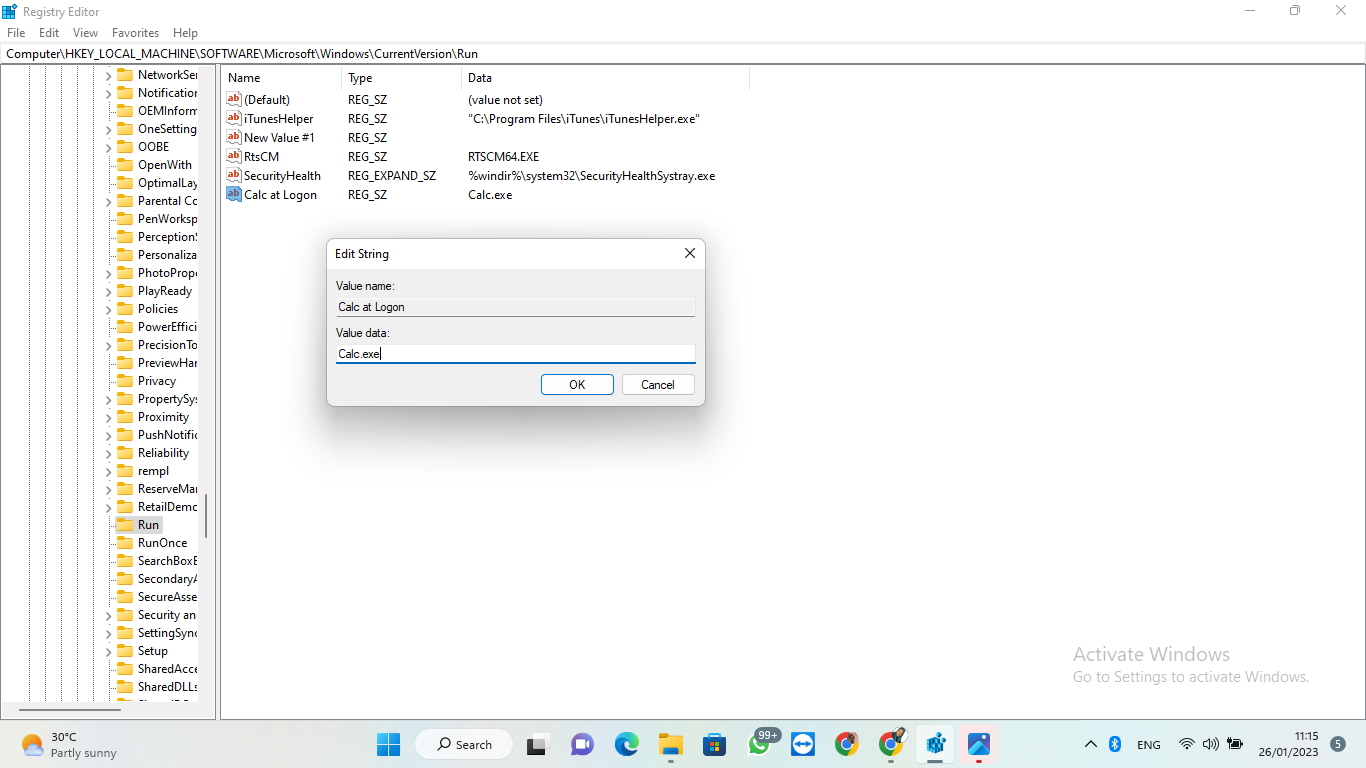 Registry Editor
File Edit View Favorites Help
Computer\HKEY_LOCAL_MACHINE\SOFTWARE\Microsoft\Windows\CurrentVersion\Run
NetworkSe
Notification
OEMInform
OneSetting
OOBE
OpenWith
OptimalLay
Parental Co
PenWorksp
Perception
Personaliza
PhotoPrope
PlayReady
Policies
PowerEffici
PrecisionTo
PreviewHan
Privacy
PropertySys
Proximity
PushNotific
Reliability
rempl
ReserveMan
RetailDemo
Run
RunOnce
SearchBoxE
SecondaryA
SecureAsse
Security an
SettingSync
Setup
SharedAcce
SharedDLLs
Name Type Data
(Default) REG_SZ (value not set)
iTunesHelper REG_SZ "C:\Program Files\iTunes\iTunesHelper.exe"
New Value #1 REG_SZ
RtsCM REG_SZ RTSCM64.EXE
SecurityHealth REG_EXPAND_SZ %windir%\system32\SecurityHealthSystray.exe
Calc at Logon REG_SZ Calc.exe
Edit String
Value name:
Calc at Logon
Value data:
Calc.exe
OK Cancel
Activate Windows
Go to Settings to activate Windows.
30°C
Partly sunny
Search
99+
ENG
11:15
26/01/2023
5